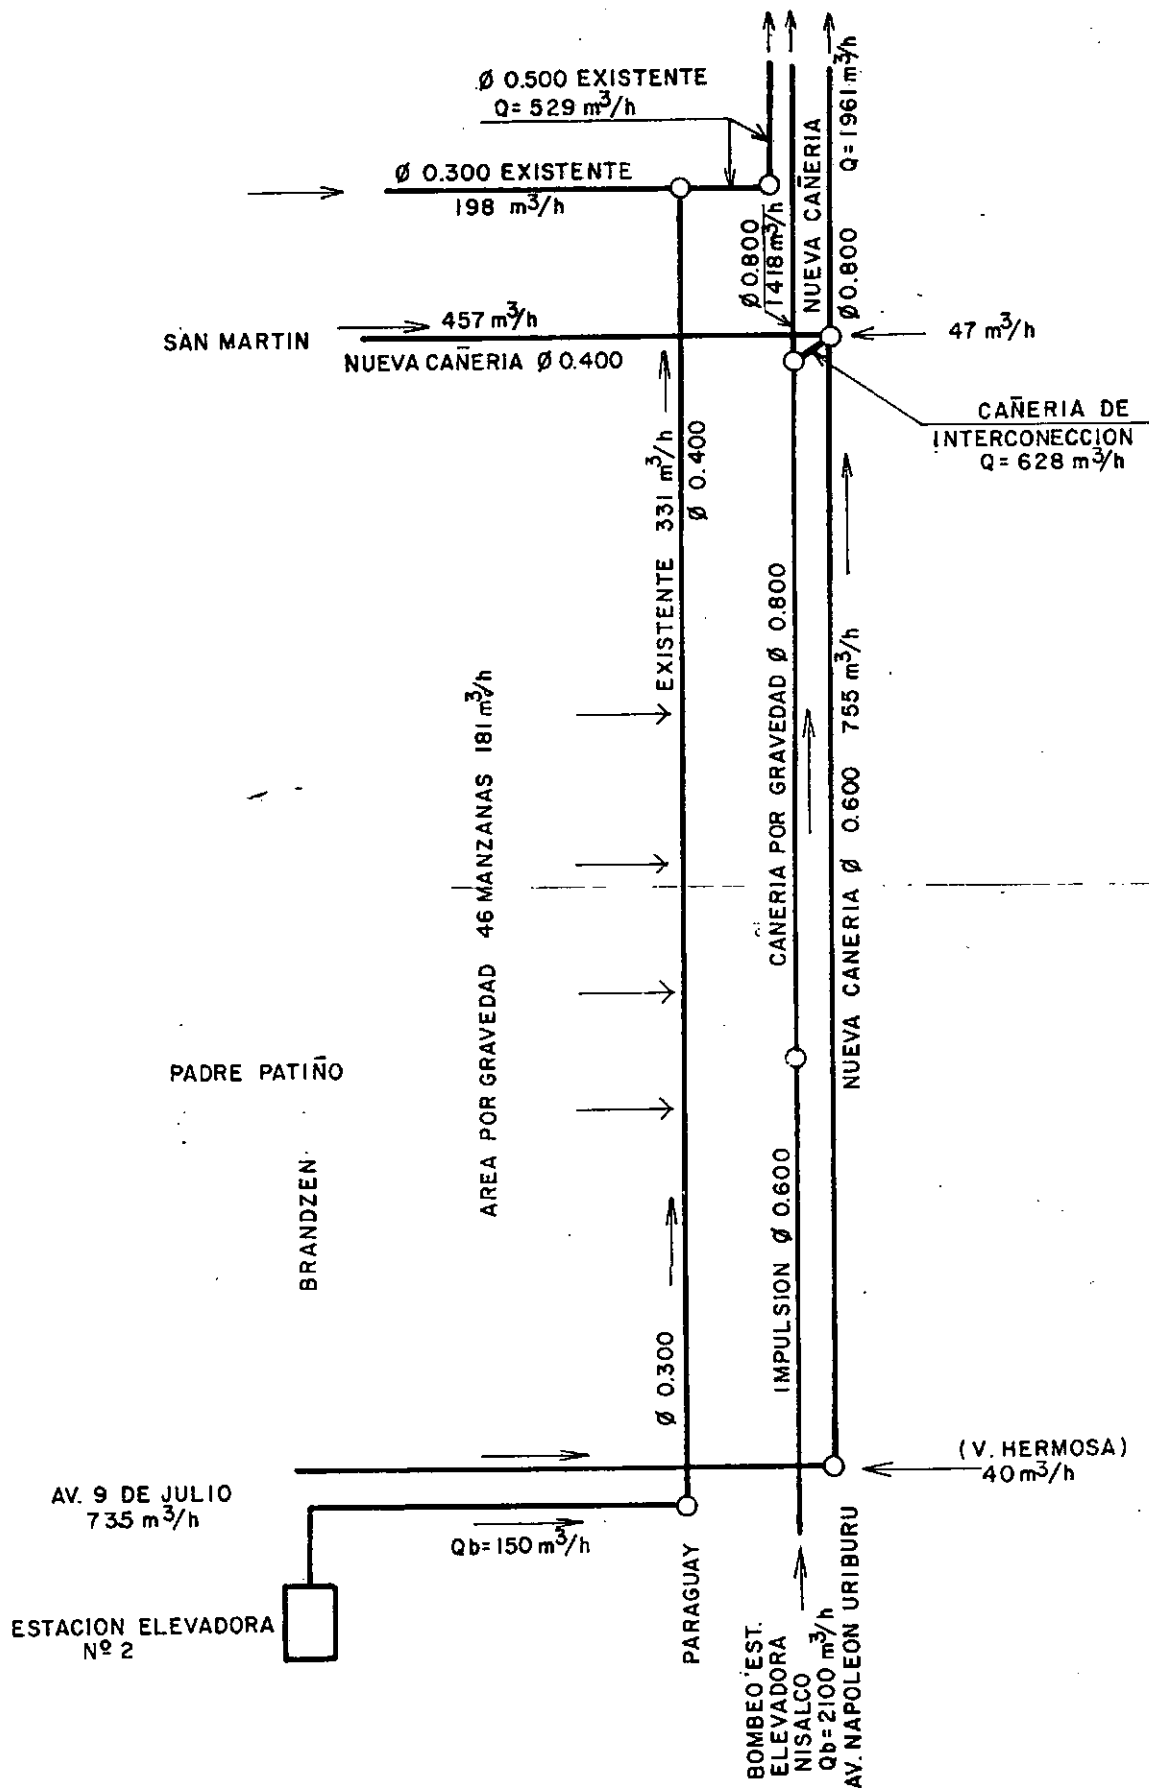 Ø 0.500 EXISTENTE
Q= 529 m³/h
Ø 0.300 EXISTENTE
198 m³/h
Ø 0.800
1418 m³/h
NUEVA CAÑERIA
Ø 0.800 Q=1961 m³/h
SAN MARTIN
457 m³/h
NUEVA CAÑERIA Ø 0.400
47 m³/h
CAÑERIA DE
INTERCONECCION
Q= 628 m³/h
EXISTENTE 331 m³/h
Ø 0.400
AREA POR GRAVEDAD 46 MANZANAS 181 m³/h
CAÑERIA POR GRAVEDAD Ø 0.800
NUEVA CAÑERIA Ø 0.600 755 m³/h
PADRE PATIÑO
BRANDZEN
Ø 0.300
IMPULSION Ø 0.600
(V. HERMOSA)
40 m³/h
AV. 9 DE JULIO
735 m³/h
Qb= 150 m³/h
ESTACION ELEVADORA
Nº 2
PARAGUAY
BOMBEO EST.
ELEVADORA
NISALCO
Qb= 2100 m³/h
AV. NAPOLEON URIBURU